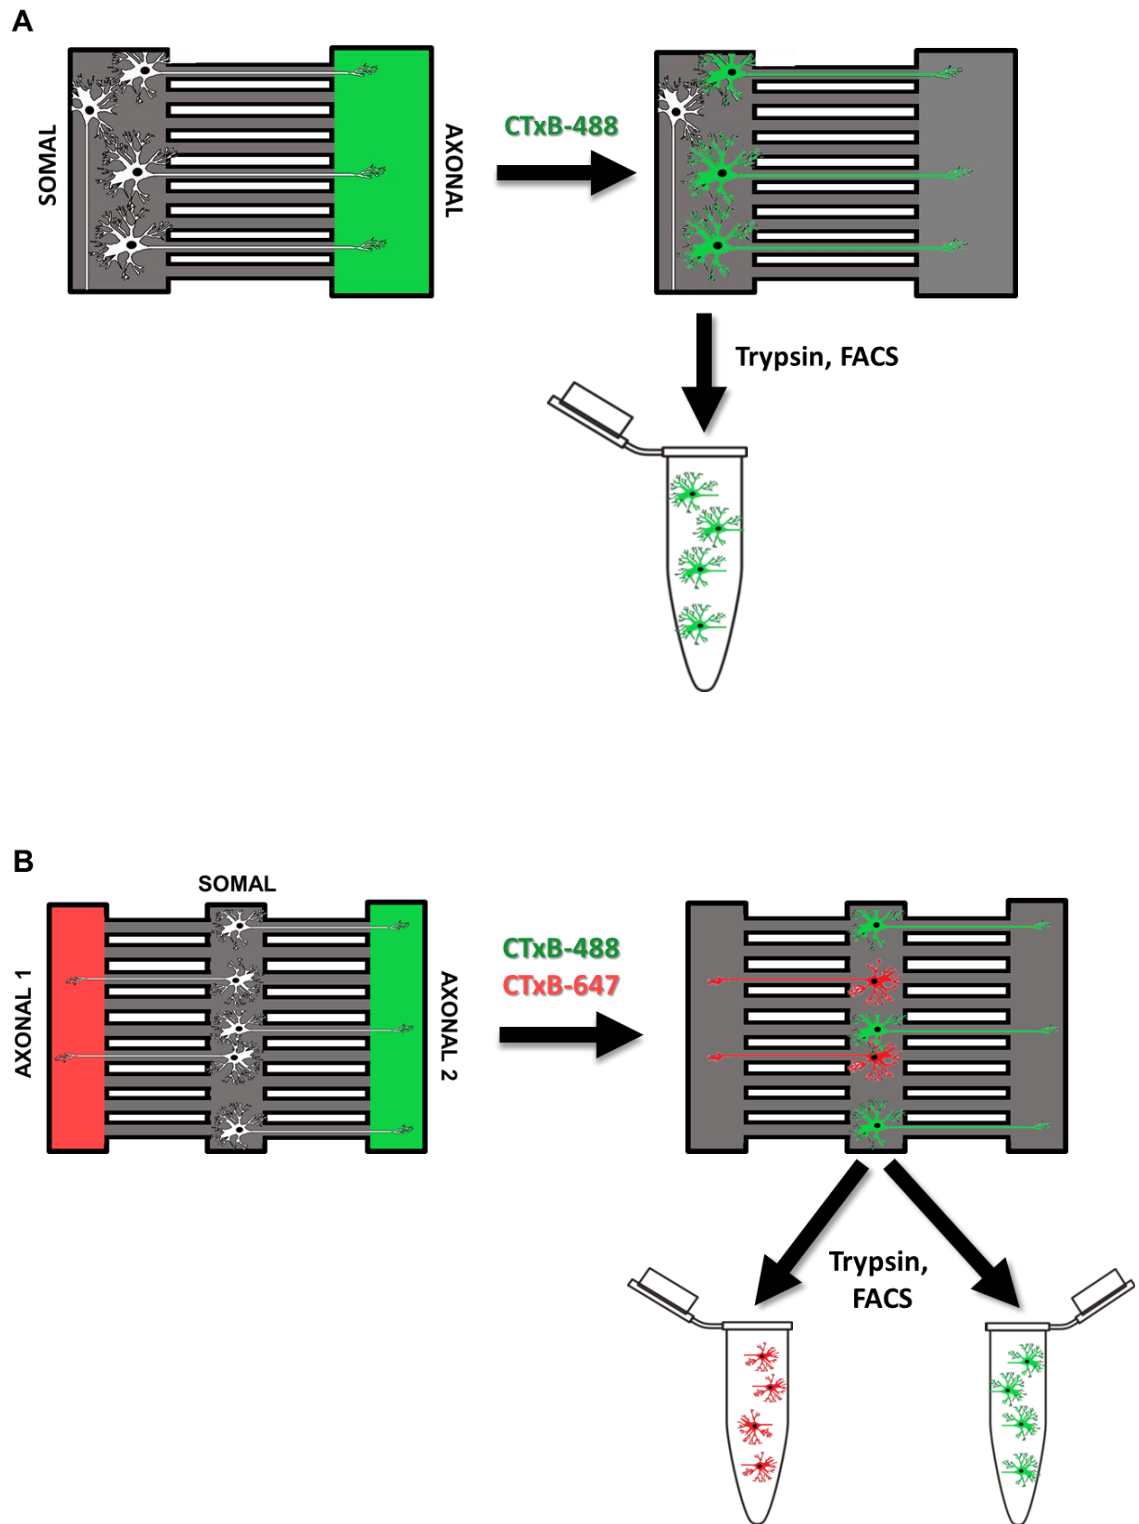 A
SOMAL
AXONAL
CTxB-488
Trypsin, FACS
B
SOMAL
AXONAL 1
AXONAL 2
CTxB-488
CTxB-647
Trypsin,
FACS